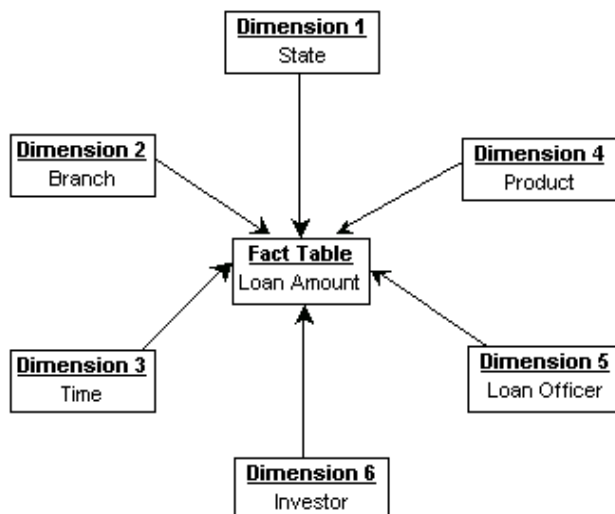 Dimension 1
State
Dimension 2
Branch
Dimension 4
Product
Fact Table
Loan Amount
Dimension 3
Time
Dimension 5
Loan Officer
Dimension 6
Investor